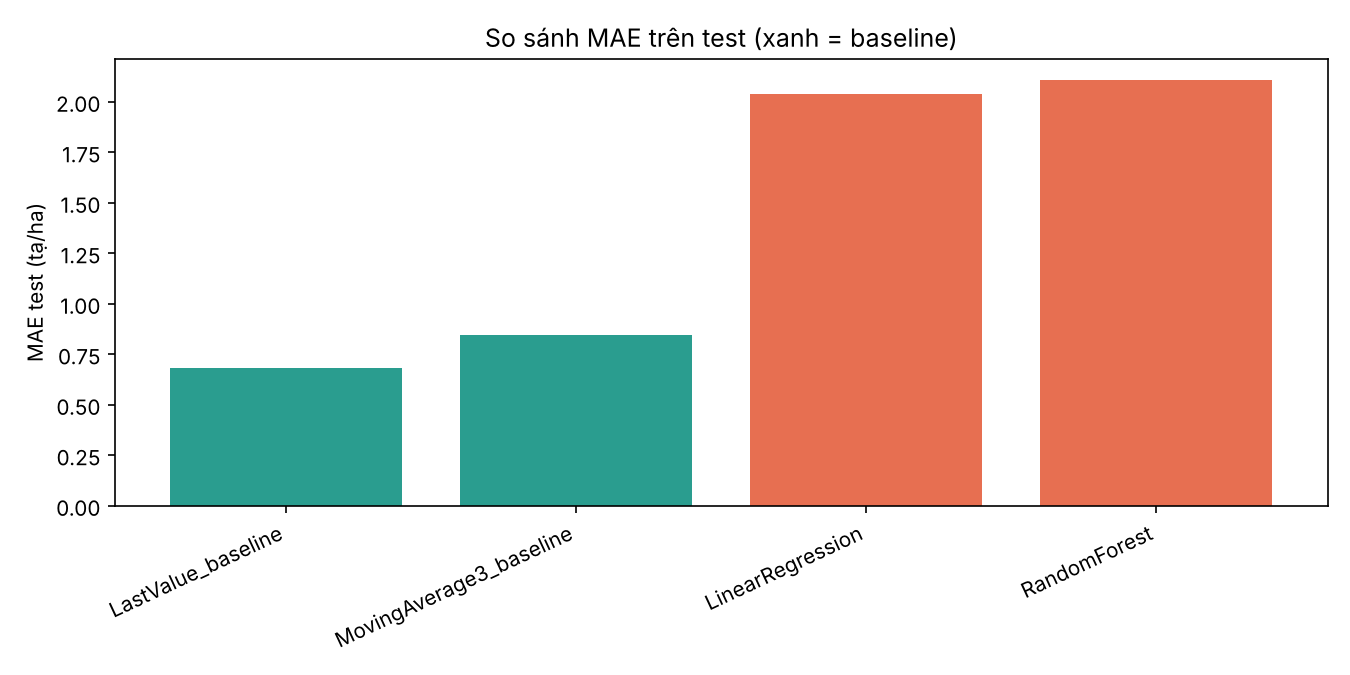 So sánh MAE trên test (xanh = baseline)
MAE test (tạ/ha)
2.00
1.75
1.50
1.25
1.00
0.75
0.50
0.25
0.00
LastValue_baseline
MovingAverage3_baseline
LinearRegression
RandomForest